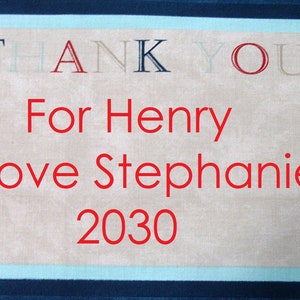 THANK YOU
For Henry
Love Stephanie
2030